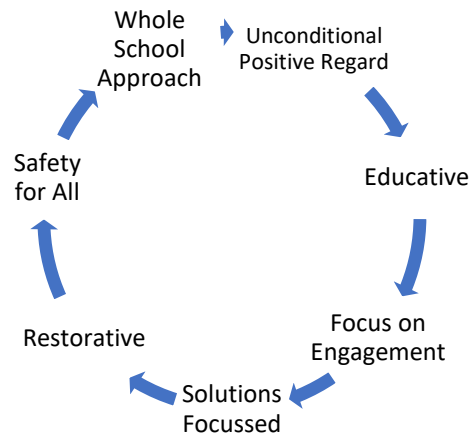 Whole
School
Approach
Unconditional
Positive Regard
Educative
Focus on
Engagement
Solutions
Focussed
Restorative
Safety
for All